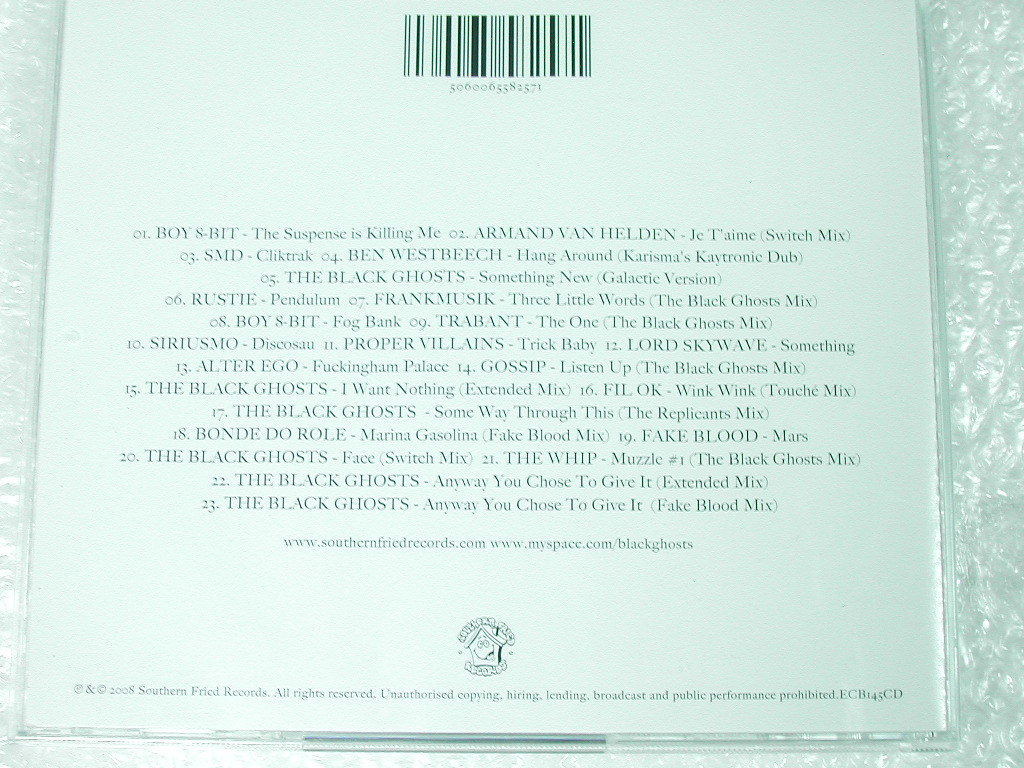 5060065582571
01. BOY 8-BIT - The Suspense is Killing Me 02. ARMAND VAN HELDEN - Je T'aime (Switch Mix)
03. SMD - Cliktrak 04. BEN WESTBEECH - Hang Around (Karisma's Kaytronic Dub)
05. THE BLACK GHOSTS - Something New (Galactic Version)
06. RUSTIE - Pendulum 07. FRANKMUSIK - Three Little Words (The Black Ghosts Mix)
08. BOY 8-BIT - Fog Bank 09. TRABANT - The One (The Black Ghosts Mix)
10. SIRIUSMO - Discosau 11. PROPER VILLAINS - Trick Baby 12. LORD SKYWAVE - Something
13. ALTER EGO - Fuckingham Palace 14. GOSSIP - Listen Up (The Black Ghosts Mix)
15. THE BLACK GHOSTS - I Want Nothing (Extended Mix) 16. FIL OK - Wink Wink (Touché Mix)
17. THE BLACK GHOSTS - Some Way Through This (The Replicants Mix)
18. BONDE DO ROLE - Marina Gasolina (Fake Blood Mix) 19. FAKE BLOOD - Mars
20. THE BLACK GHOSTS - Face (Switch Mix) 21. THE WHIP - Muzzle #1 (The Black Ghosts Mix)
22. THE BLACK GHOSTS - Anyway You Chose To Give It (Extended Mix)
23. THE BLACK GHOSTS - Anyway You Chose To Give It (Fake Blood Mix)
www.southernfriedrecords.com www.myspace.com/blackghosts
SOUTHERN FRIED
RECORDS
℗ & © 2008 Southern Fried Records. All rights reserved. Unauthorised copying, hiring, lending, broadcast and public performance prohibited.ECB145CD